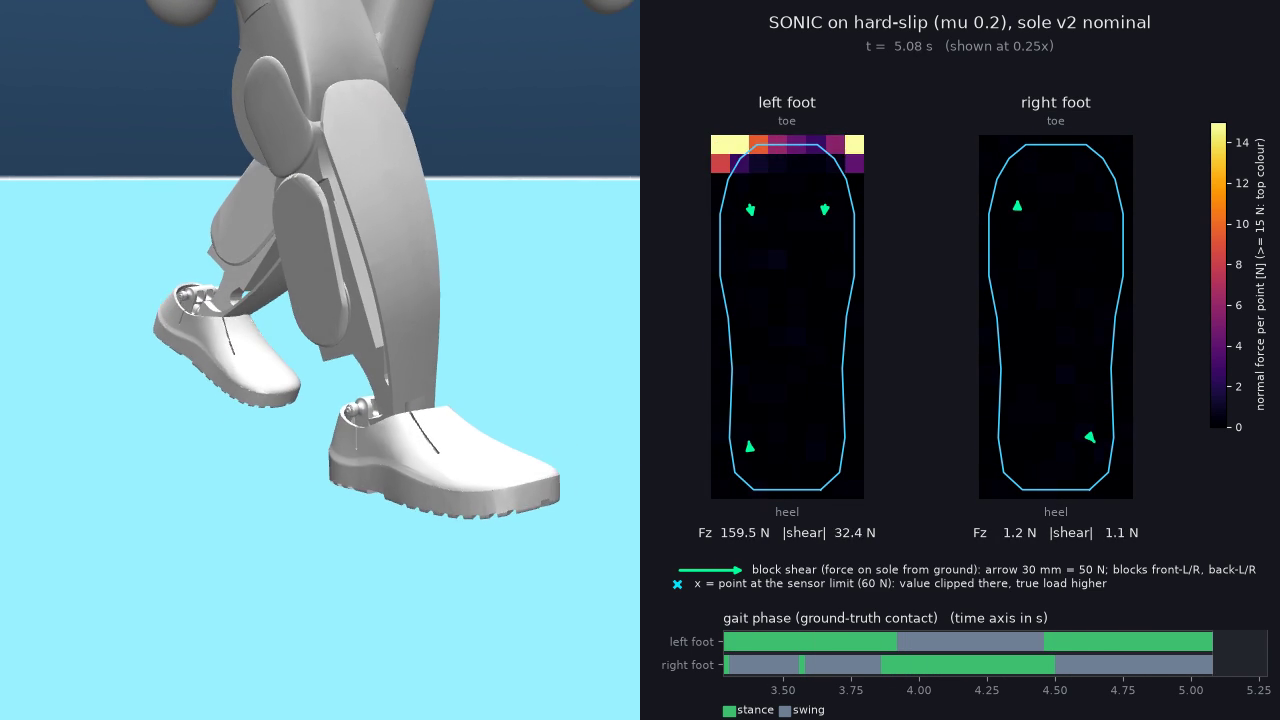 SONIC on hard-slip (mu 0.2), sole v2 nominal
t =  5.08 s   (shown at 0.25x)
left foot
right foot
toe
toe
14
12
10
8
6
4
2
0
normal force per point [N] (>= 15 N: top colour)
heel
heel
Fz  159.5 N   |shear|  32.4 N
Fz    1.2 N   |shear|   1.1 N
block shear (force on sole from ground): arrow 30 mm = 50 N; blocks front-L/R, back-L/R
x = point at the sensor limit (60 N): value clipped there, true load higher
gait phase (ground-truth contact)   (time axis in s)
left foot
right foot
3.50 3.75 4.00 4.25 4.50 4.75 5.00 5.25
stance swing